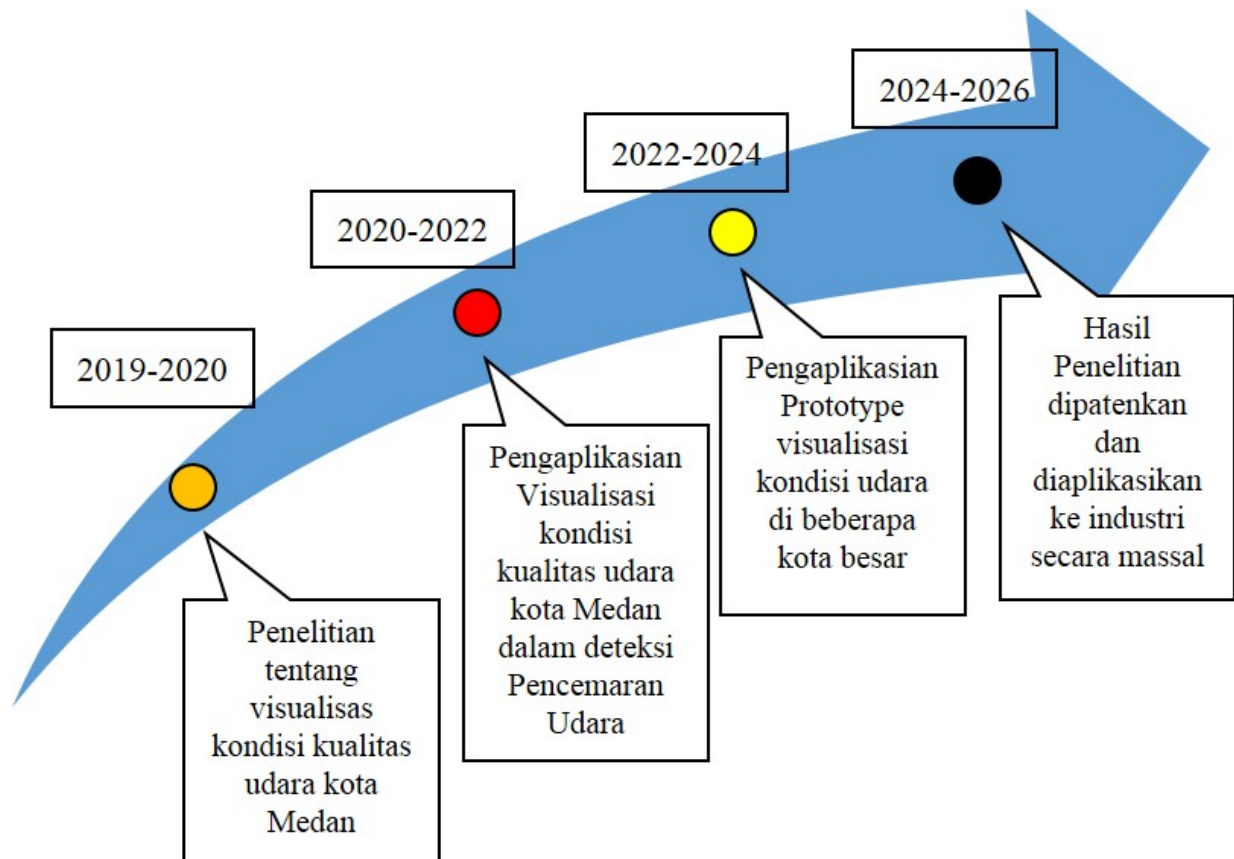 2019-2020
Penelitian
tentang
visualisas
kondisi kualitas
udara kota
Medan
2020-2022
Pengaplikasian
Visualisasi
kondisi
kualitas udara
kota Medan
dalam deteksi
Pencemaran
Udara
2022-2024
Pengaplikasian
Prototype
visualisasi
kondisi udara
di beberapa
kota besar
2024-2026
Hasil
Penelitian
dipatenkan
dan
diaplikasikan
ke industri
secara massal